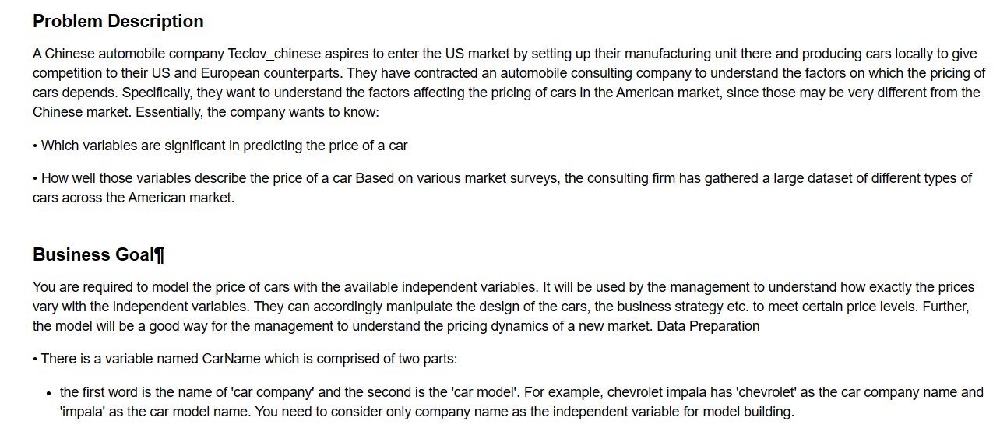 Problem Description
A Chinese automobile company Teclov_chinese aspires to enter the US market by setting up their manufacturing unit there and producing cars locally to give
competition to their US and European counterparts. They have contracted an automobile consulting company to understand the factors on which the pricing of
cars depends. Specifically, they want to understand the factors affecting the pricing of cars in the American market, since those may be very different from the
Chinese market. Essentially, the company wants to know:
• Which variables are significant in predicting the price of a car
• How well those variables describe the price of a car Based on various market surveys, the consulting firm has gathered a large dataset of different types of
cars across the American market.
Business Goal¶
You are required to model the price of cars with the available independent variables. It will be used by the management to understand how exactly the prices
vary with the independent variables. They can accordingly manipulate the design of the cars, the business strategy etc. to meet certain price levels. Further,
the model will be a good way for the management to understand the pricing dynamics of a new market. Data Preparation
• There is a variable named CarName which is comprised of two parts:
• the first word is the name of 'car company' and the second is the 'car model'. For example, chevrolet impala has 'chevrolet' as the car company name and
'impala' as the car model name. You need to consider only company name as the independent variable for model building.